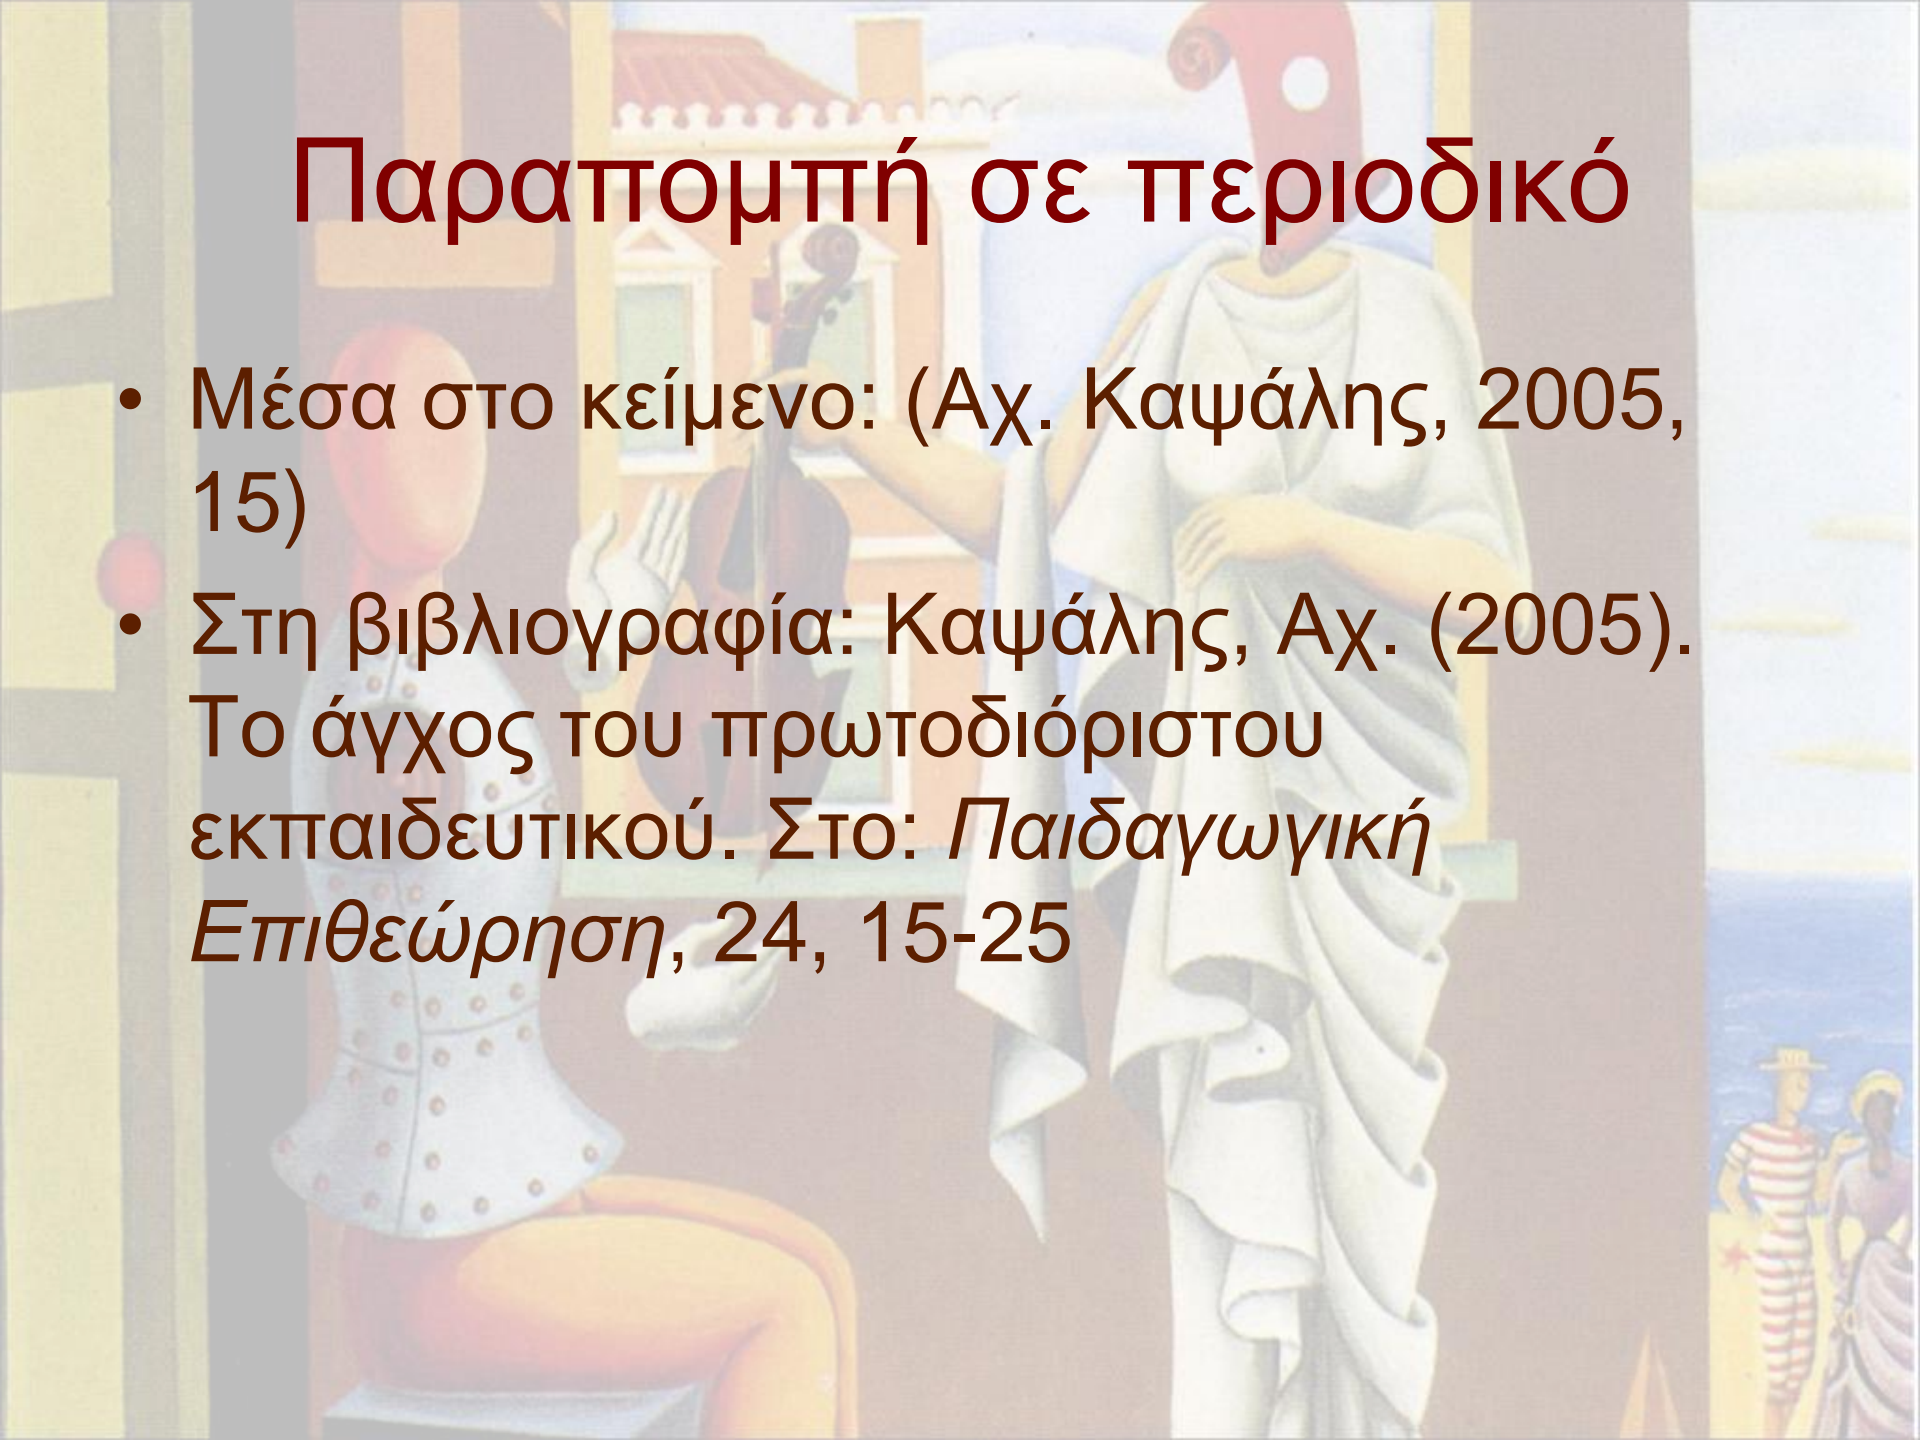 Παραπομπή σε περιοδικό
• Μέσα στο κείμενο: (Αχ. Καψάλης, 2005,
15)
• Στη βιβλιογραφία: Καψάλης, Αχ. (2005).
Το άγχος του πρωτοδιόριστου
εκπαιδευτικού. Στο: Παιδαγωγική
Επιθεώρηση, 24, 15-25